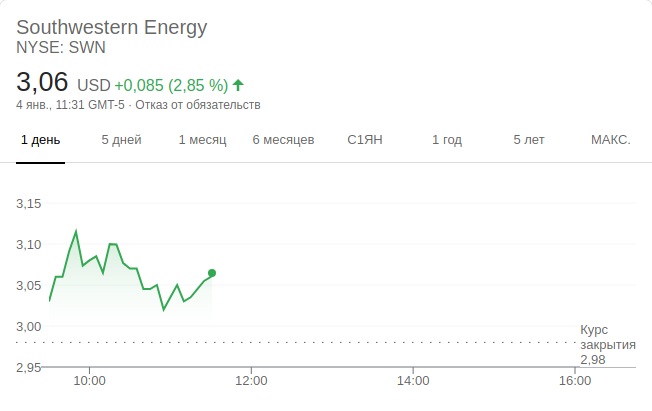 Southwestern Energy
NYSE: SWN
3,06 USD +0,085 (2,85 %)
4 янв., 11:31 GMT-5 · Отказ от обязательств
1 день 5 дней 1 месяц 6 месяцев С1ЯН 1 год 5 лет МАКС.
3,15
3,10
3,05
3,00
Курс
закрытия
2,98
2,95
10:00 12:00 14:00 16:00